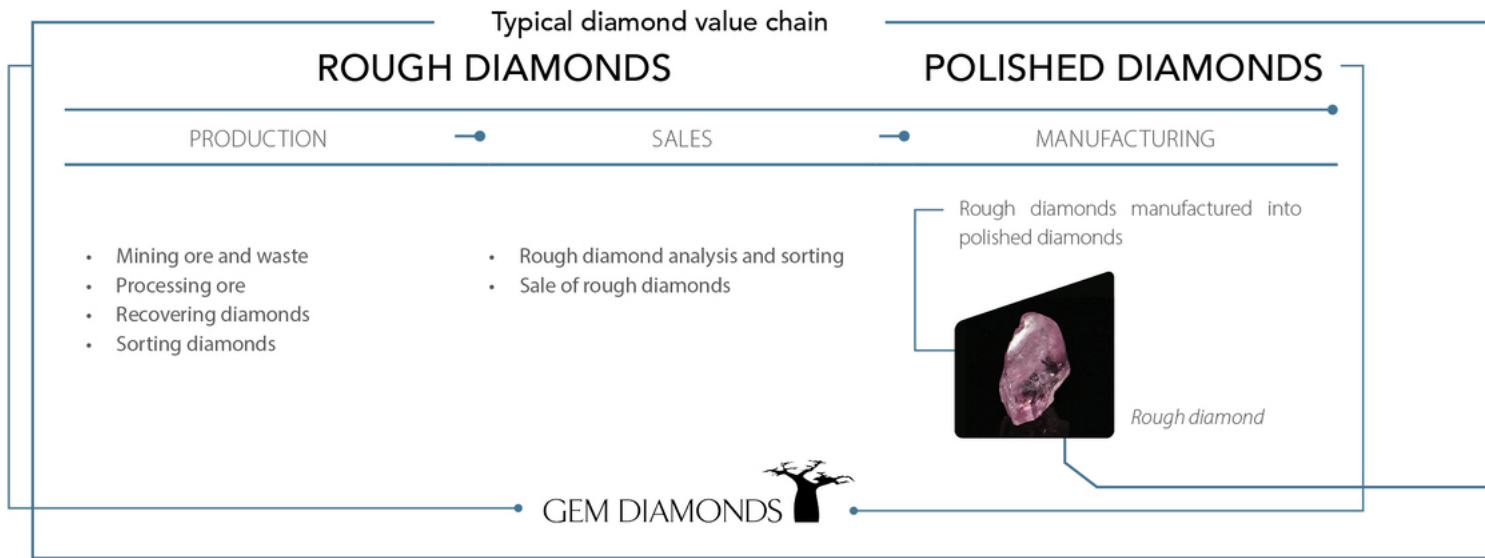 Typical diamond value chain
ROUGH DIAMONDS
POLISHED DIAMONDS
PRODUCTION
SALES
MANUFACTURING
• Mining ore and waste
• Processing ore
• Recovering diamonds
• Sorting diamonds
• Rough diamond analysis and sorting
• Sale of rough diamonds
Rough diamonds manufactured into
polished diamonds
Rough diamond
GEM DIAMONDS